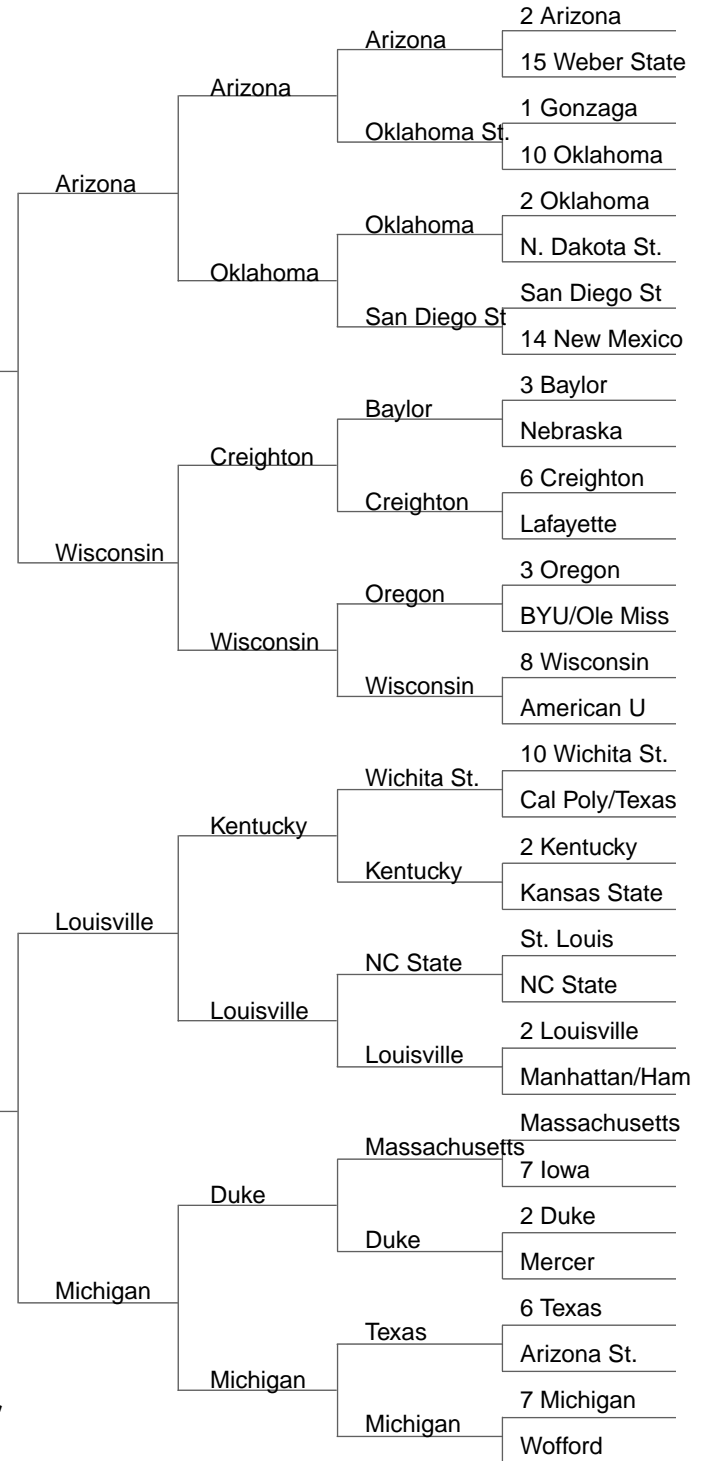 2 Arizona
Arizona
15 Weber State
Arizona
1 Gonzaga
Oklahoma St.
10 Oklahoma
Arizona
2 Oklahoma
Oklahoma
N. Dakota St.
Oklahoma
San Diego St
San Diego St
14 New Mexico
3 Baylor
Baylor
Nebraska
Creighton
6 Creighton
Creighton
Lafayette
Wisconsin
3 Oregon
Oregon
BYU/Ole Miss
Wisconsin
8 Wisconsin
Wisconsin
American U
10 Wichita St.
Wichita St.
Cal Poly/Texas
Kentucky
2 Kentucky
Kentucky
Kansas State
Louisville
St. Louis
NC State
NC State
Louisville
2 Louisville
Louisville
Manhattan/Ham
Massachusetts
Massachusetts
7 Iowa
Duke
2 Duke
Duke
Mercer
Michigan
6 Texas
Texas
Arizona St.
Michigan
7 Michigan
Michigan
Wofford